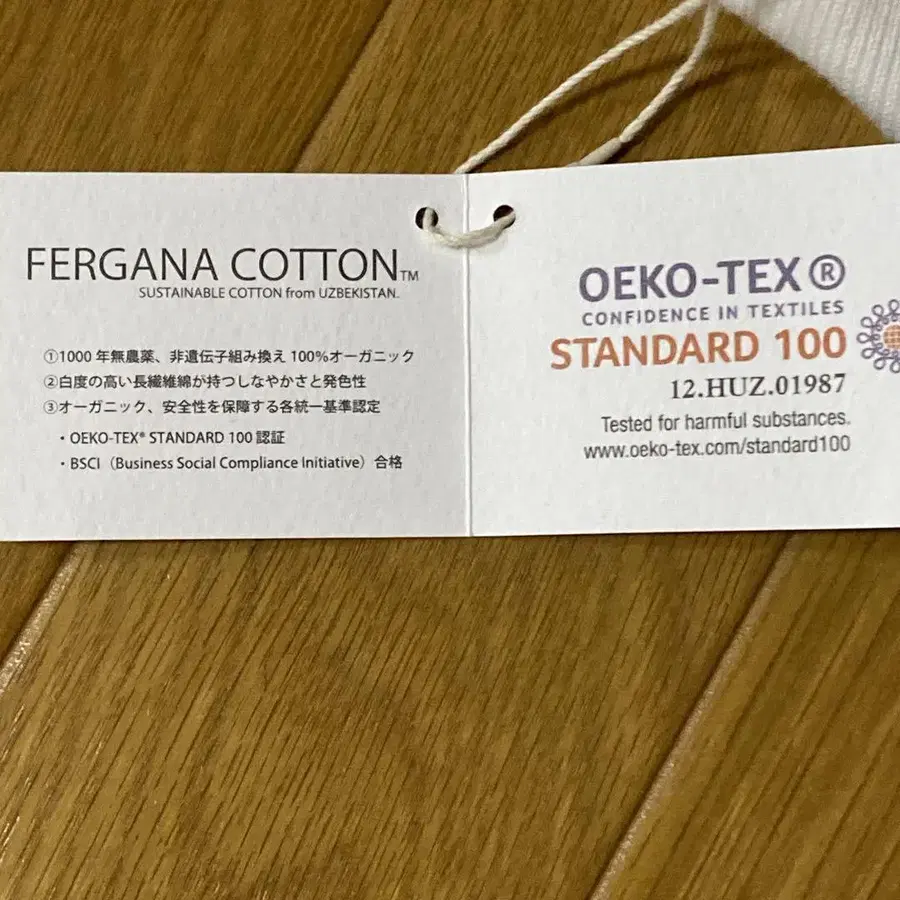 FERGANA COTTON™
SUSTAINABLE COTTON from UZBEKISTAN.
①1000 年無農薬、非遺伝子組み換え 100%オーガニック
②白度の高い長繊維綿が持つしなやかさと発色性
③オーガニック、安全性を保障する各統一基準認定
・OEKO-TEX® STANDARD 100 認証
・BSCI（Business Social Compliance Initiative）合格
OEKO-TEX®
CONFIDENCE IN TEXTILES
STANDARD 100
12.HUZ.01987
Tested for harmful substances.
www.oeko-tex.com/standard100